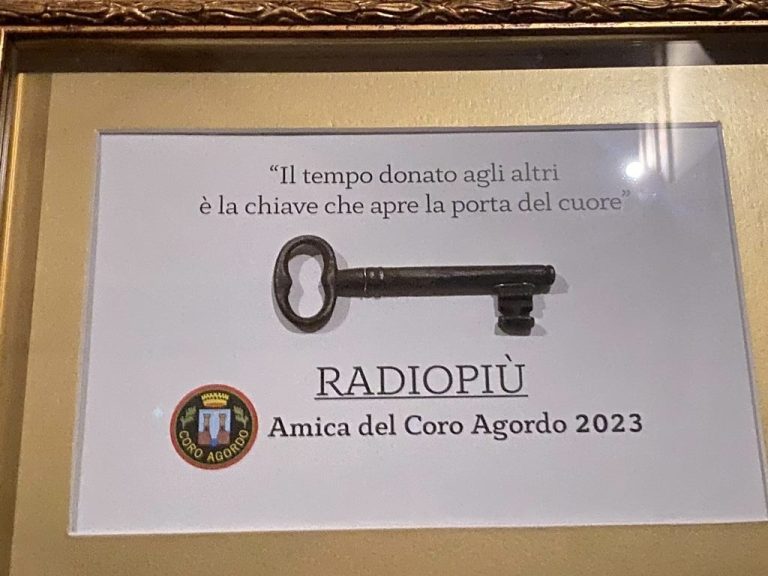 “Il tempo donato agli altri
è la chiave che apre la porta del cuore”
RADIOPIÙ
Amica del Coro Agordo 2023
CORO AGORDO